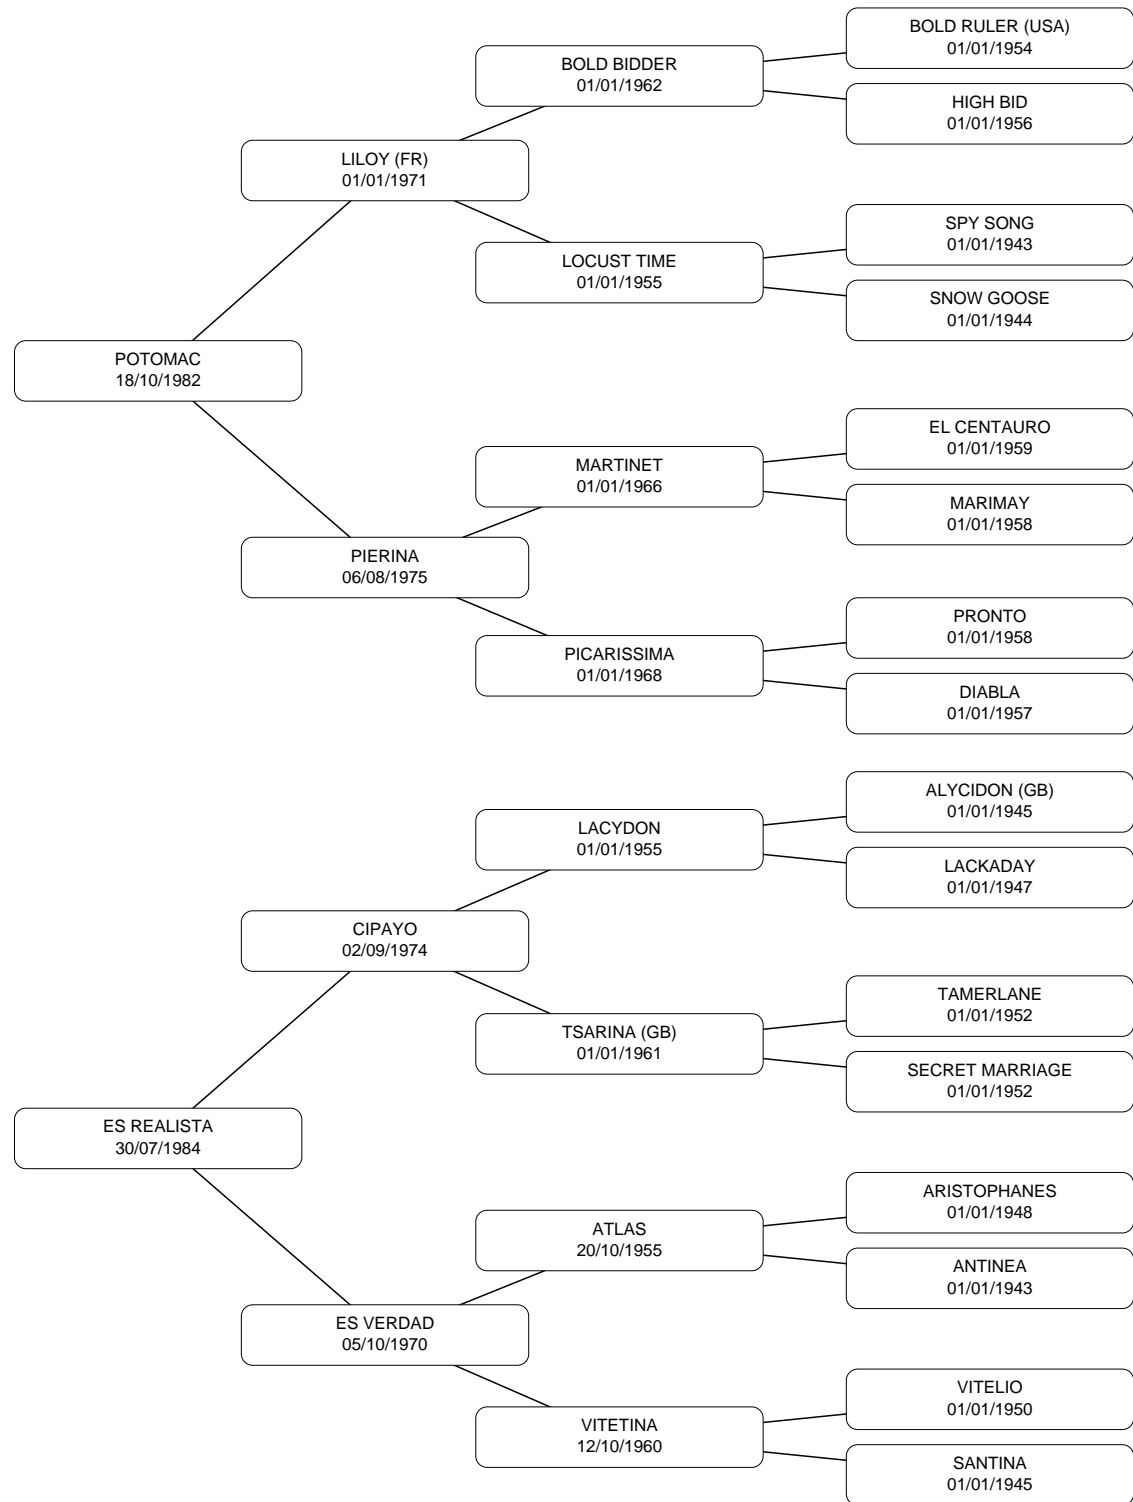 BOLD RULER (USA)
01/01/1954
BOLD BIDDER
01/01/1962
HIGH BID
01/01/1956
LILOY (FR)
01/01/1971
SPY SONG
01/01/1943
LOCUST TIME
01/01/1955
SNOW GOOSE
01/01/1944
POTOMAC
18/10/1982
EL CENTAURO
01/01/1959
MARTINET
01/01/1966
MARIMAY
01/01/1958
PIERINA
06/08/1975
PRONTO
01/01/1958
PICARISSIMA
01/01/1968
DIABLA
01/01/1957
ALYCIDON (GB)
01/01/1945
LACYDON
01/01/1955
LACKADAY
01/01/1947
CIPAYO
02/09/1974
TAMERLANE
01/01/1952
TSARINA (GB)
01/01/1961
SECRET MARRIAGE
01/01/1952
ES REALISTA
30/07/1984
ARISTOPHANES
01/01/1948
ATLAS
20/10/1955
ANTINEA
01/01/1943
ES VERDAD
05/10/1970
VITELIO
01/01/1950
VITETINA
12/10/1960
SANTINA
01/01/1945